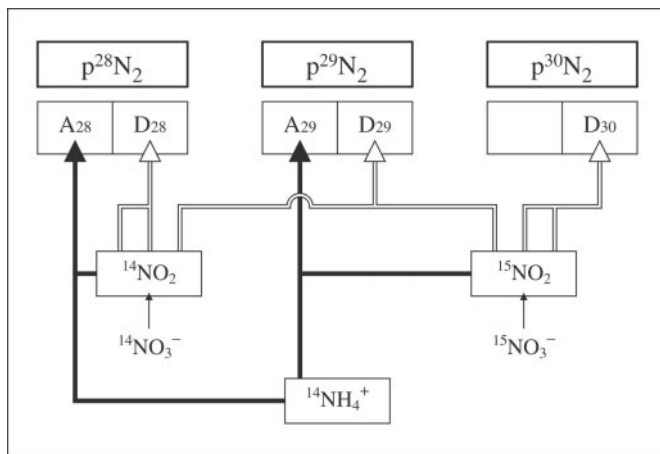 p²⁸N₂ p²⁹N₂ p³⁰N₂
A₂₈ D₂₈ A₂₉ D₂₉ D₃₀
¹⁴NO₂ ¹⁵NO₂
¹⁴NO₃⁻ ¹⁵NO₃⁻
¹⁴NH₄⁺